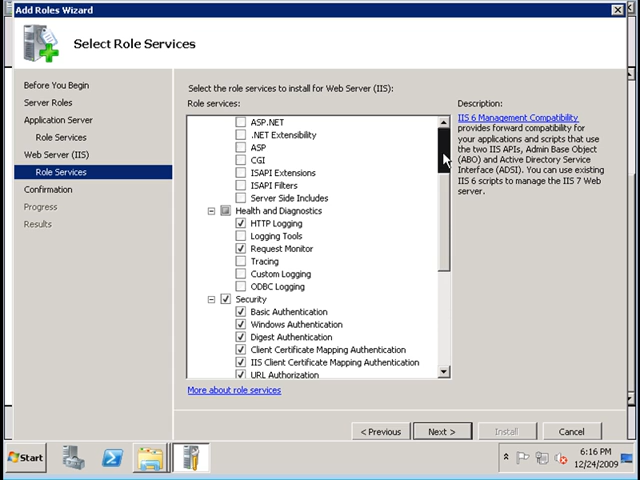 Add Roles Wizard
Select Role Services
Before You Begin
Server Roles
Application Server
Role Services
Web Server (IIS)
Role Services
Confirmation
Progress
Results
Select the role services to install for Web Server (IIS):
Role services:
ASP.NET
.NET Extensibility
ASP
CGI
ISAPI Extensions
ISAPI Filters
Server Side Includes
Health and Diagnostics
HTTP Logging
Logging Tools
Request Monitor
Tracing
Custom Logging
ODBC Logging
Security
Basic Authentication
Windows Authentication
Digest Authentication
Client Certificate Mapping Authentication
IIS Client Certificate Mapping Authentication
URL Authorization
More about role services
Description:
IIS 6 Management Compatibility
provides forward compatibility for
your applications and scripts that use
the two IIS APIs, Admin Base Object
(ABO) and Active Directory Service
Interface (ADSI). You can use existing
IIS 6 scripts to manage the IIS 7 Web
server.
< Previous
Next >
Install
Cancel
Start
6:16 PM
12/24/2009